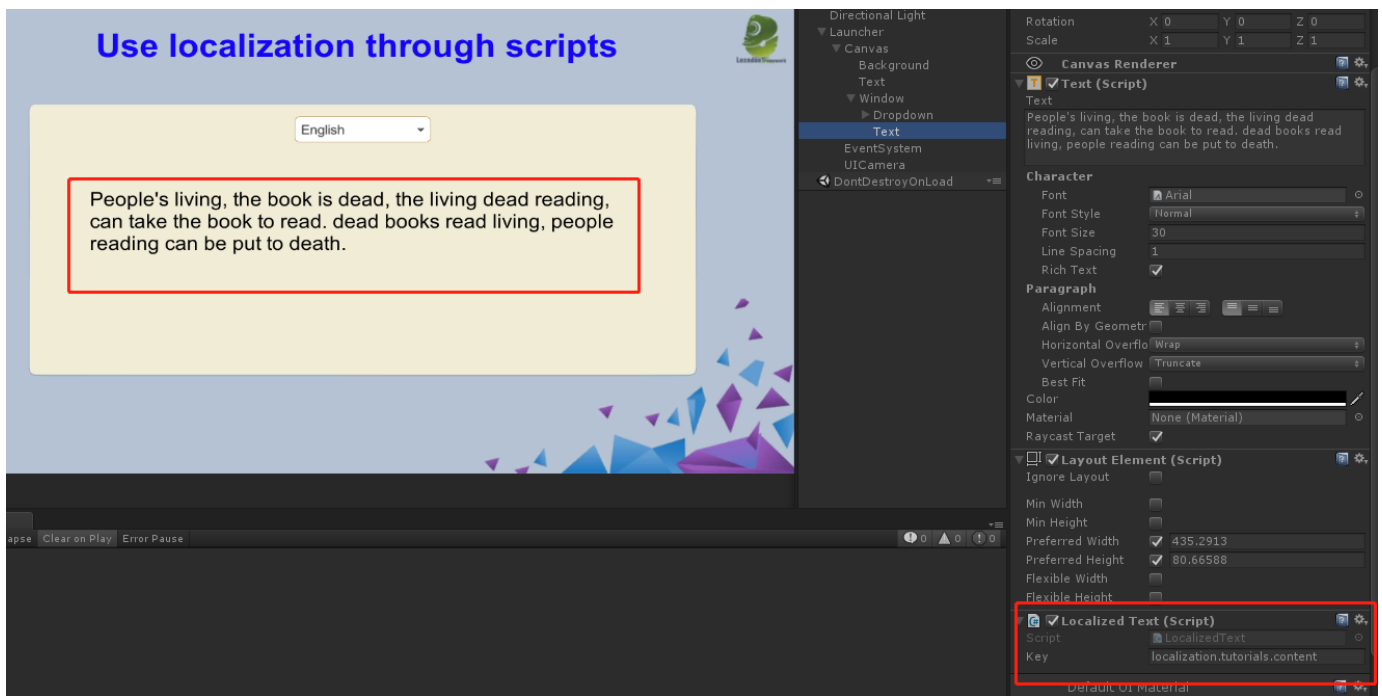 Use localization through scripts
English
People's living, the book is dead, the living dead reading,
can take the book to read. dead books read living, people
reading can be put to death.
apse Clear on Play Error Pause
0 0 0
Directional Light
Launcher
Canvas
Background
Text
Window
Dropdown
Text
EventSystem
UICamera
DontDestroyOnLoad
Rotation X 0 Y 0 Z 0
Scale X 1 Y 1 Z 1
Canvas Renderer
Text (Script)
Text
People's living, the book is dead, the living dead
reading, can take the book to read. dead books read
living, people reading can be put to death.
Character
Font Arial
Font Style Normal
Font Size 30
Line Spacing 1
Rich Text
Paragraph
Alignment
Align By Geometr
Horizontal Overflo Wrap
Vertical Overflow Truncate
Best Fit
Color
Material None (Material)
Raycast Target
Layout Element (Script)
Ignore Layout
Min Width
Min Height
Preferred Width 435.2913
Preferred Height 80.66588
Flexible Width
Flexible Height
Localized Text (Script)
Script LocalizedText
Key localization.tutorials.content
Default UI Material